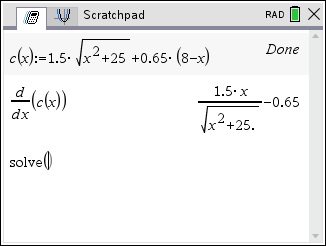 Scratchpad RAD
c(x):=1.5·√(x²+25)+0.65·(8−x) Done
d/dx(c(x)) 1.5·x/√(x²+25.)−0.65
solve()